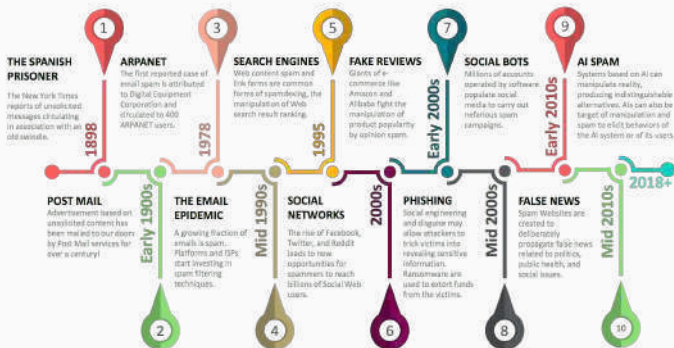 1
3
5
7
9
THE SPANISH
PRISONER
The New York Times
reports of unsolicited
messages circulating
in association with an
old swindle.
1898
ARPANET
The first reported case of
email spam is attributed
to Digital Equipment
Corporation and
circulated to 400
ARPANET users.
1978
SEARCH ENGINES
Web content spam and
link farms are common
forms of spamdexing, the
manipulation of Web
search result ranking.
1995
FAKE REVIEWS
Giants of e-
commerce like
Amazon and
Alibaba fight the
manipulation of
product popularity
by opinion spam.
Early 2000s
SOCIAL BOTS
Millions of accounts
operated by software
populate social
media to carry out
nefarious spam
campaigns.
Early 2010s
AI SPAM
Systems based on AI can
manipulate reality,
producing indistinguishable
alternatives. AIs can also be
target of manipulation and
spam to elicit behaviors of
the AI system or of its users.
2018+
POST MAIL
Advertisement based on
unsolicited content has
been mailed to our doom
by Post Mail services for
over a century!
Early 1900s
THE EMAIL
EPIDEMIC
A growing fraction of
emails is spam.
Platforms and ISPs
start investing in
spam filtering
techniques.
Mid 1990s
SOCIAL
NETWORKS
The rise of Facebook,
Twitter, and Reddit
leads to new
opportunities for
spammers to reach
billions of Social Web
users.
2000s
PHISHING
Social engineering
and disguise may
allow attackers to
trick victims into
revealing sensitive
information.
Ransomware are
used to extort funds
from the victims.
Mid 2000s
FALSE NEWS
Spam Websites are
created to
deliberately
propagate false news
related to politics,
public health, and
social issues.
Mid 2010s
2
4
6
8
10